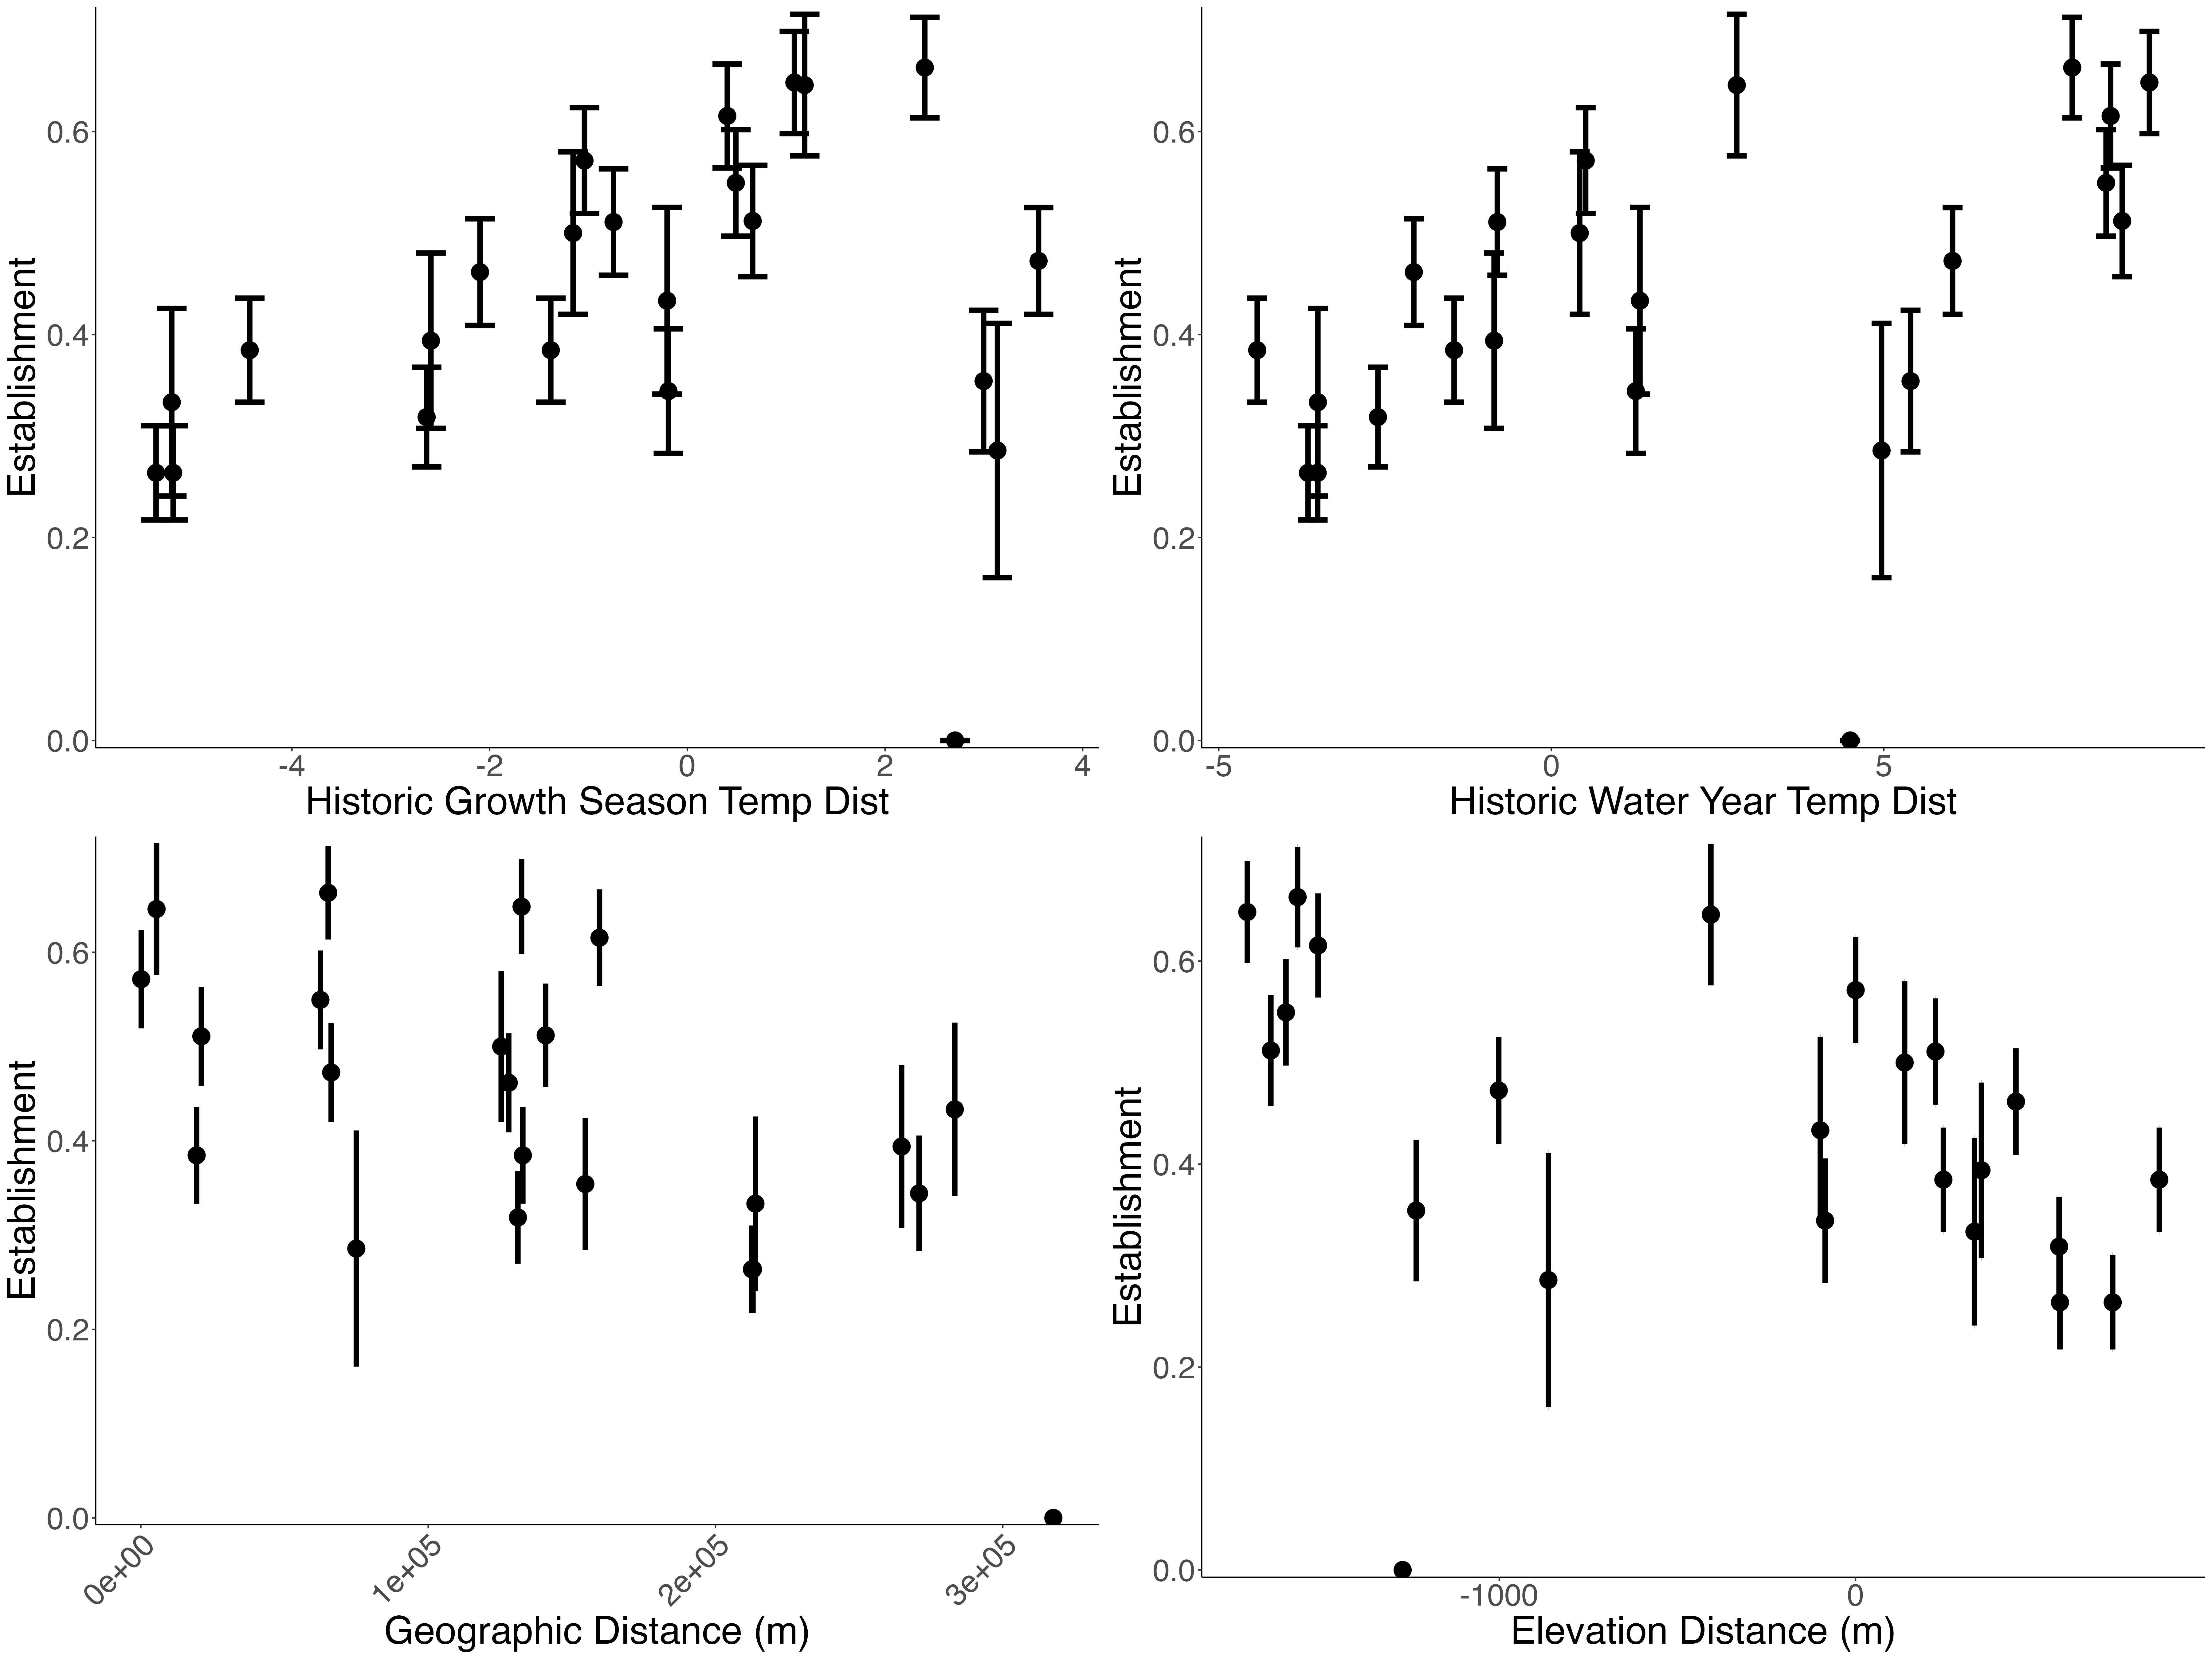 Establishment
0.6
0.4
0.2
0.0
-4
-2
0
2
4
Historic Growth Season Temp Dist
Establishment
0.6
0.4
0.2
0.0
-5
0
5
Historic Water Year Temp Dist
Establishment
0.6
0.4
0.2
0.0
0e+00
1e+05
2e+05
3e+05
Geographic Distance (m)
Establishment
0.6
0.4
0.2
0.0
-1000
0
Elevation Distance (m)